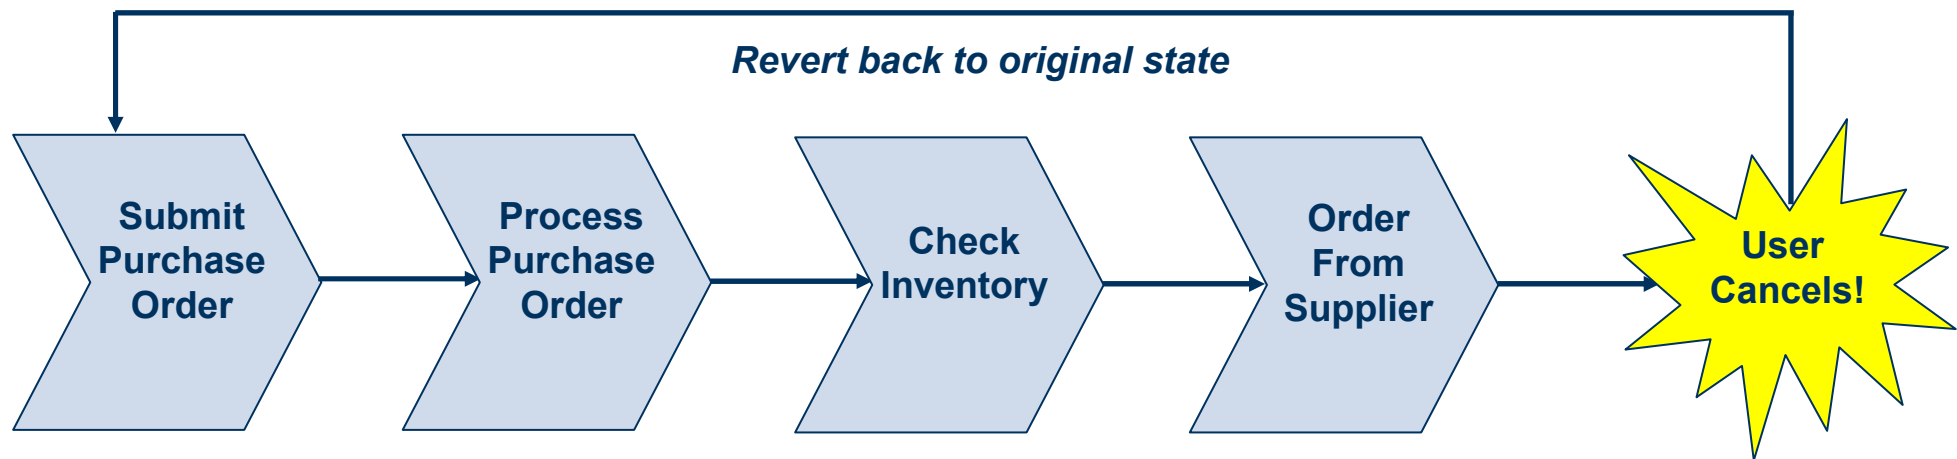 Revert back to original state
Submit
Purchase
Order
Process
Purchase
Order
Check
Inventory
Order
From
Supplier
User
Cancels!